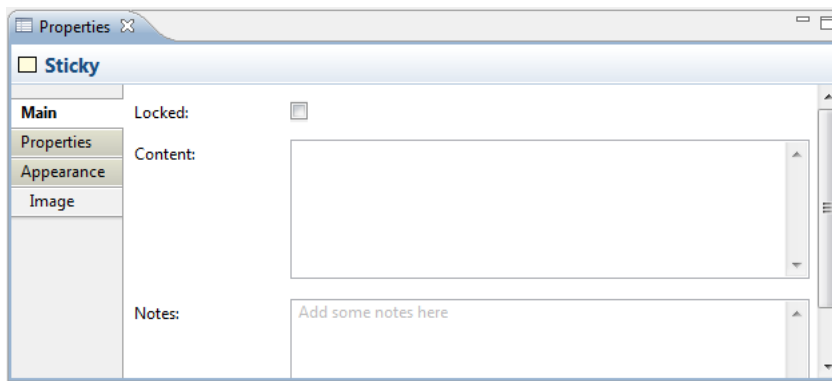 Properties
Sticky
Main
Properties
Appearance
Image
Locked:
Content:
Notes:
Add some notes here